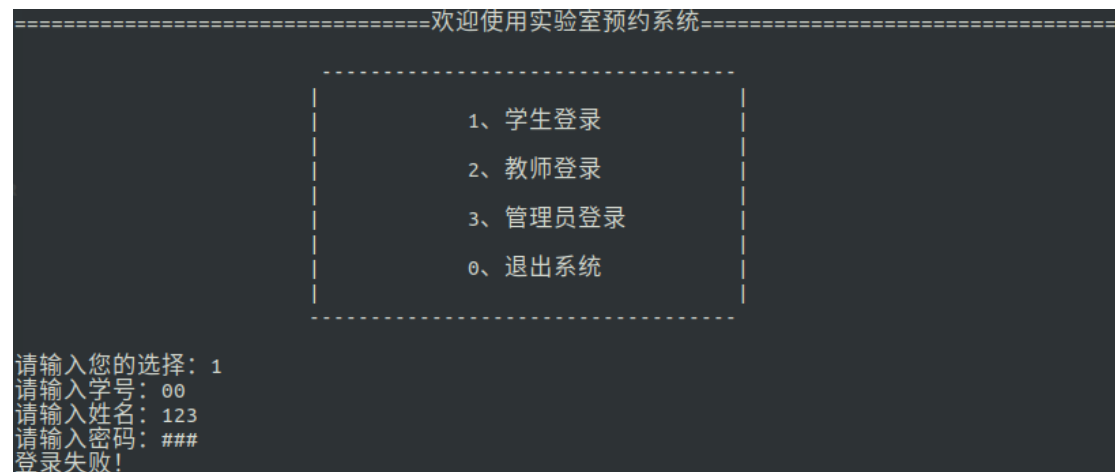 ==================================欢迎使用实验室预约系统==================================
----------------------------------
| |
| 1、学生登录 |
| |
| 2、教师登录 |
| |
| 3、管理员登录 |
| |
| 0、退出系统 |
| |
-----------------------------------
请输入您的选择：1
请输入学号：00
请输入姓名：123
请输入密码：###
登录失败！